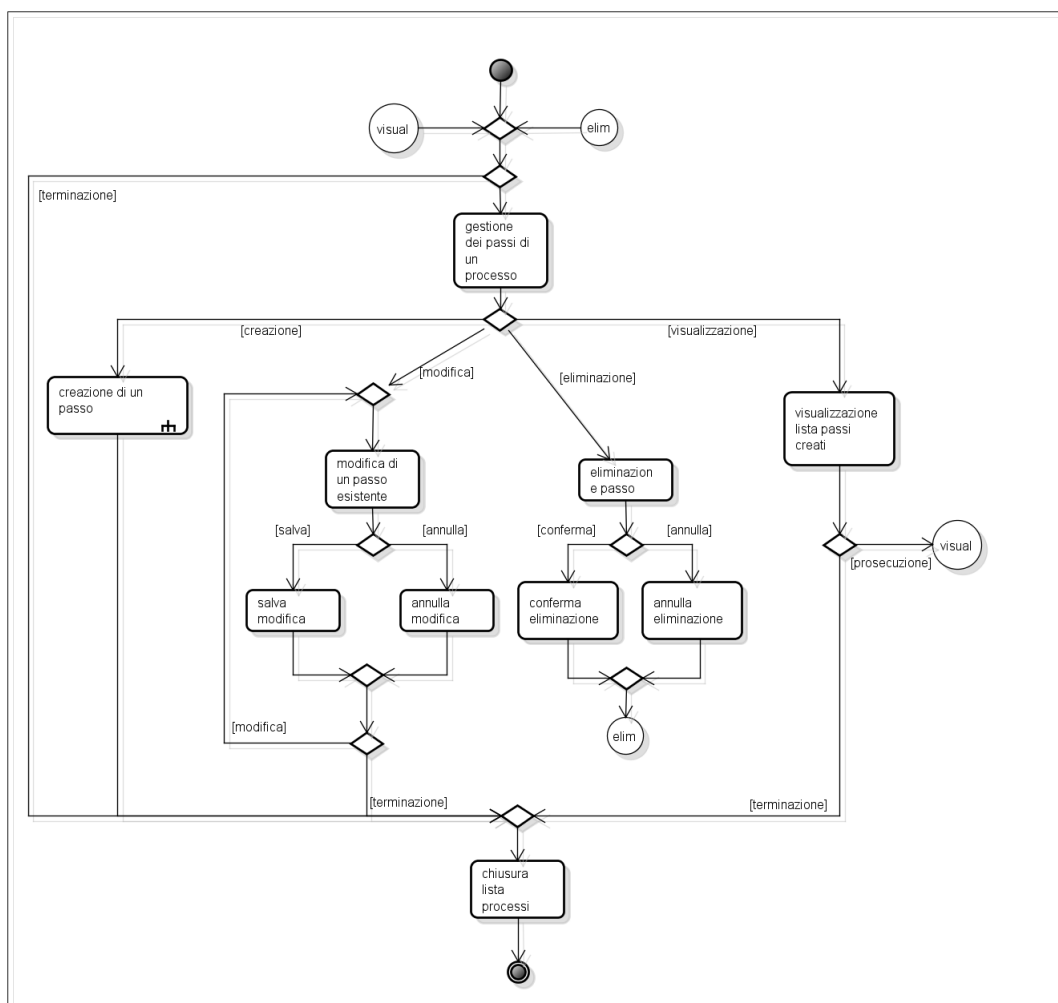 visual
elim
[terminazione]
gestione
dei passi di
un
processo
[creazione]
[visualizzazione]
[modifica]
[eliminazione]
creazione di un
passo
visualizzazione
lista passi
creati
modifica di
un passo
esistente
eliminazion
e passo
[salva]
[annulla]
[conferma]
[annulla]
visual
[prosecuzione]
salva
modifica
annulla
modifica
conferma
eliminazione
annulla
eliminazione
[modifica]
elim
[terminazione]
[terminazione]
chiusura
lista
processi